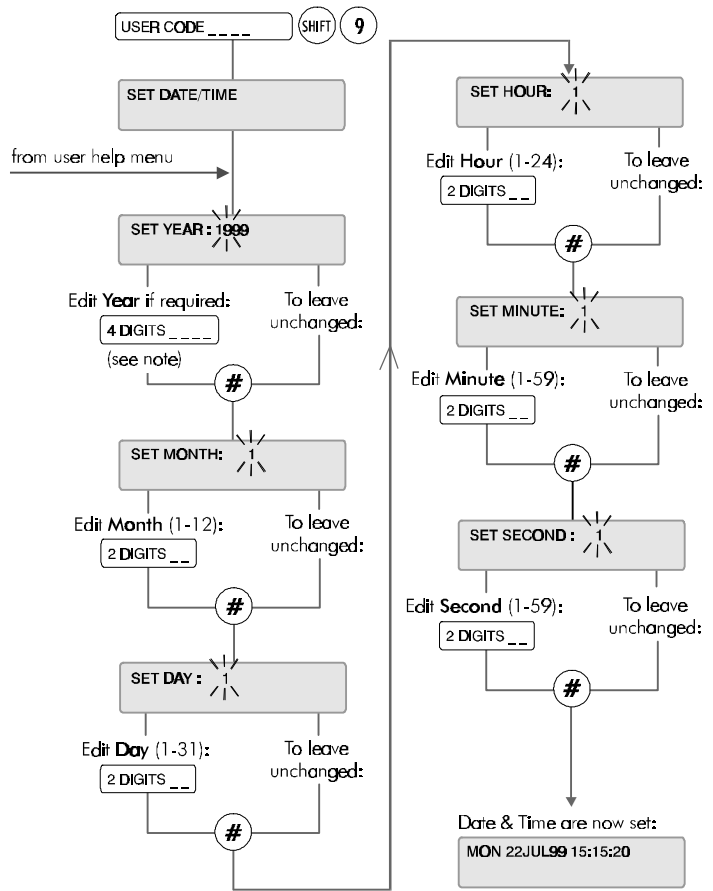 USER CODE _ _ _ _
SHIFT
9
SET DATE/TIME
from user help menu
SET YEAR: 1999
Edit Year if required:
4 DIGITS _ _ _ _
(see note)
To leave
unchanged:
#
SET MONTH: 1
Edit Month (1-12):
2 DIGITS _ _
To leave
unchanged:
#
SET DAY: 1
Edit Day (1-31):
2 DIGITS _ _
To leave
unchanged:
#
SET HOUR: 1
Edit Hour (1-24):
2 DIGITS _ _
To leave
unchanged:
#
SET MINUTE: 1
Edit Minute (1-59):
2 DIGITS _ _
To leave
unchanged:
#
SET SECOND: 1
Edit Second (1-59):
2 DIGITS _ _
To leave
unchanged:
#
Date & Time are now set:
MON 22JUL99 15:15:20